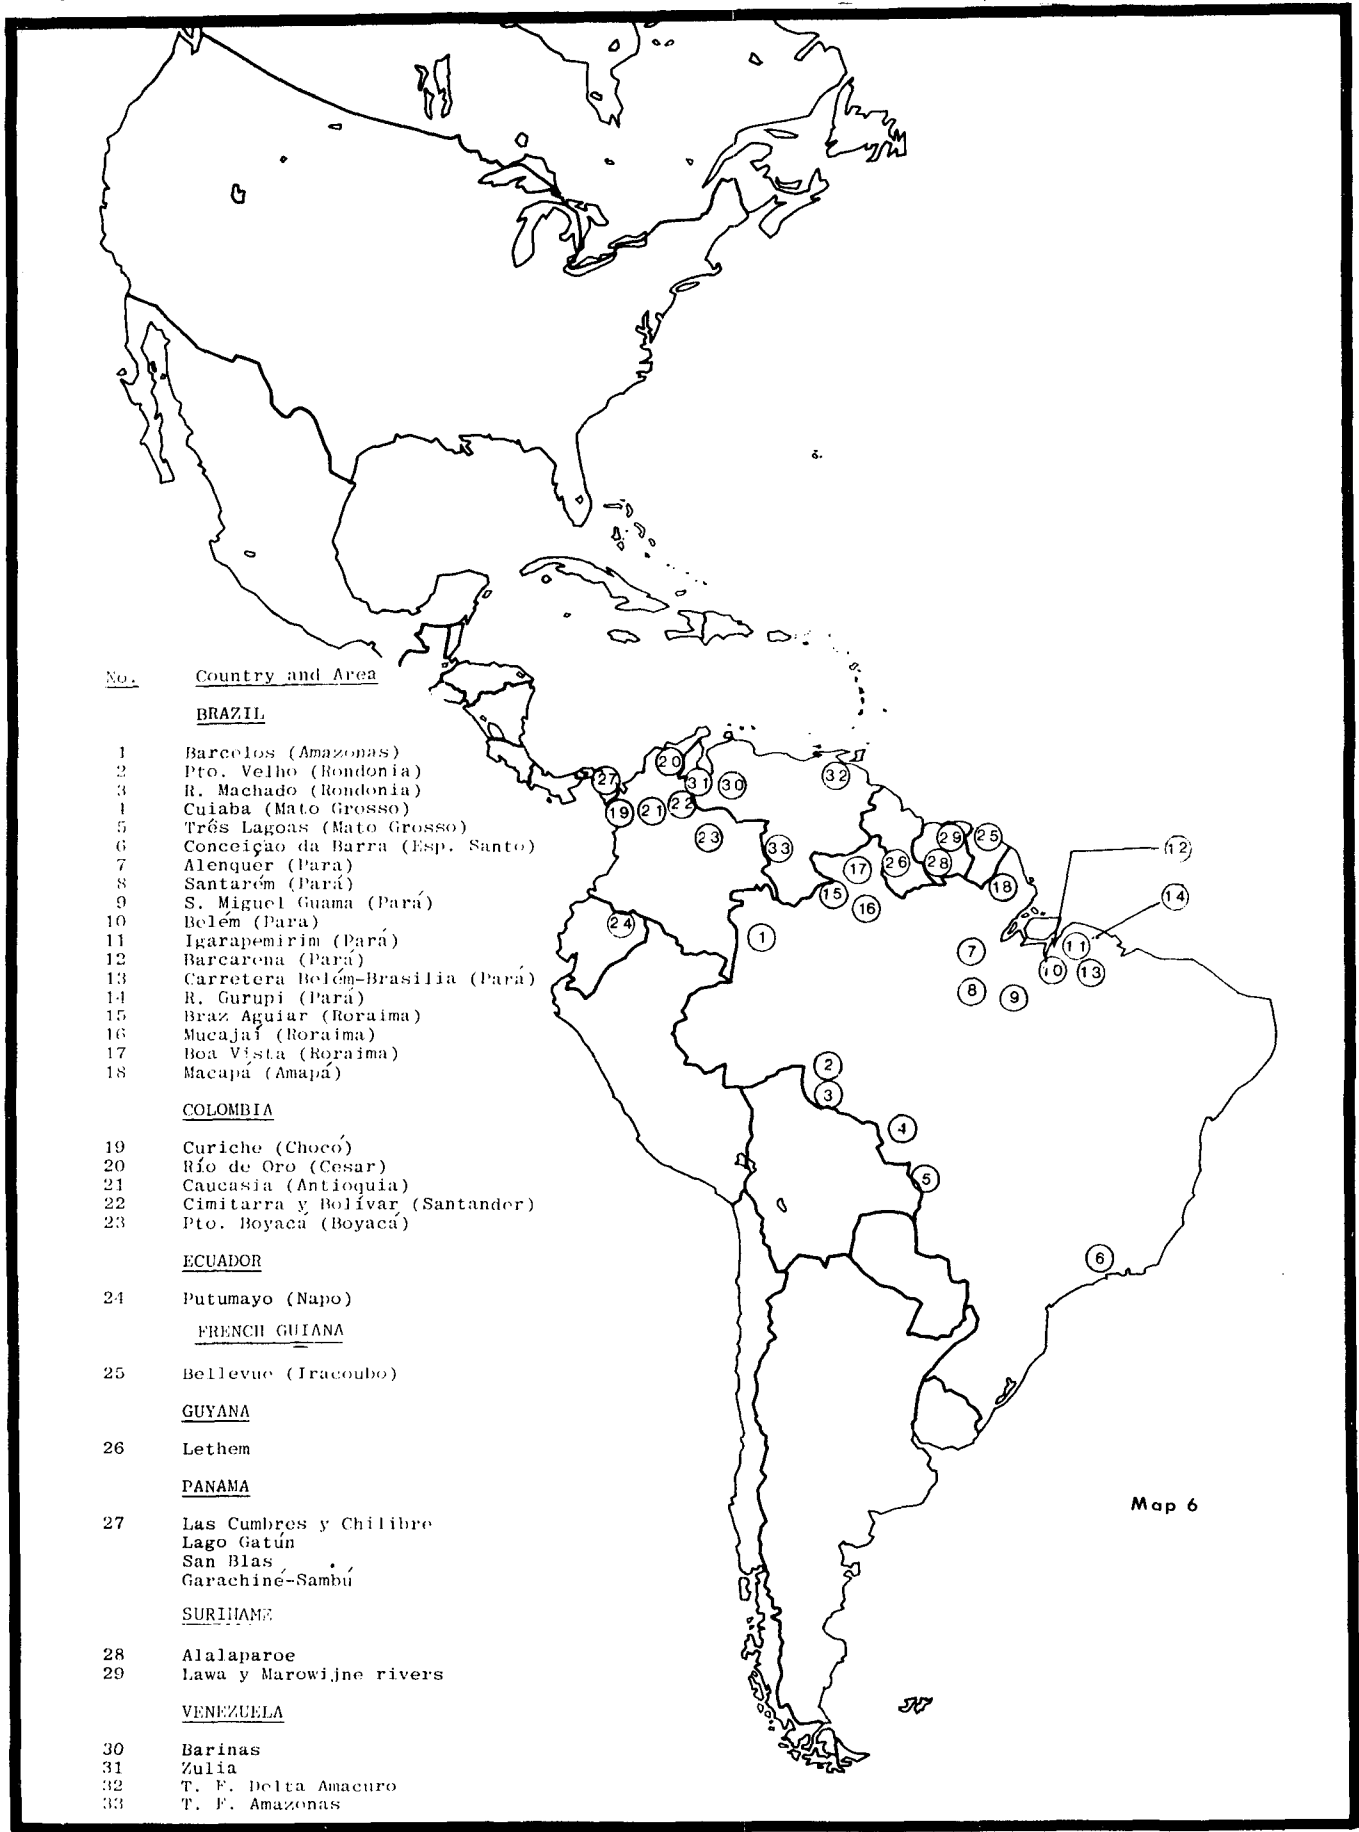 No. Country and Area
BRAZIL
1 Barcelos (Amazonas)
2 Pto. Velho (Rondonia)
3 R. Machado (Rondonia)
4 Cuiaba (Mato Grosso)
5 Três Lagoas (Mato Grosso)
6 Conceição da Barra (Esp. Santo)
7 Alenquer (Para)
8 Santarém (Pará)
9 S. Miguel Guama (Pará)
10 Belém (Para)
11 Igarapemirim (Pará)
12 Barcarena (Pará)
13 Carretera Belém-Brasilia (Pará)
14 R. Gurupi (Pará)
15 Braz Aguiar (Roraima)
16 Mucajaí (Roraima)
17 Boa Vista (Roraima)
18 Macapá (Amapá)
COLOMBIA
19 Curiche (Chocó)
20 Río de Oro (Cesar)
21 Caucasia (Antioquia)
22 Cimitarra y Bolívar (Santander)
23 Pto. Boyacá (Boyacá)
ECUADOR
24 Putumayo (Napo)
FRENCH GUIANA
25 Bellevue (Iracoubo)
GUYANA
26 Lethem
PANAMA
27 Las Cumbres y Chilibre
Lago Gatún
San Blas
Garachiné-Sambú
SURINAME
28 Alalaparoe
29 Lawa y Marowijne rivers
VENEZUELA
30 Barinas
31 Zulia
32 T. F. Delta Amacuro
33 T. F. Amazonas
20
27
31
30
32
19
21
22
23
33
29
25
12
17
26
28
18
15
16
14
24
1
7
11
10
13
8
9
2
3
4
5
6
Map 6